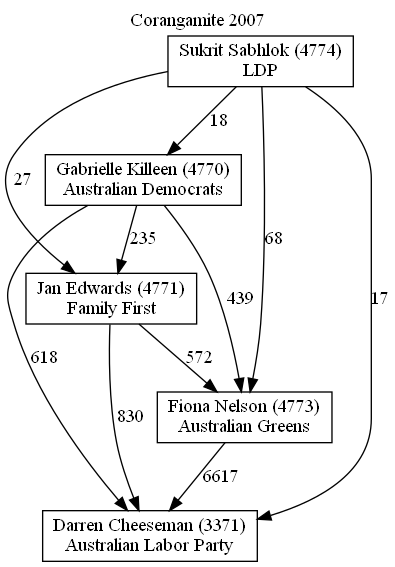 Corangamite 2007
Sukrit Sabhlok (4774)
LDP
18
Gabrielle Killeen (4770)
Australian Democrats
27
235
68
Jan Edwards (4771)
Family First
439
17
618
572
830
Fiona Nelson (4773)
Australian Greens
6617
Darren Cheeseman (3371)
Australian Labor Party